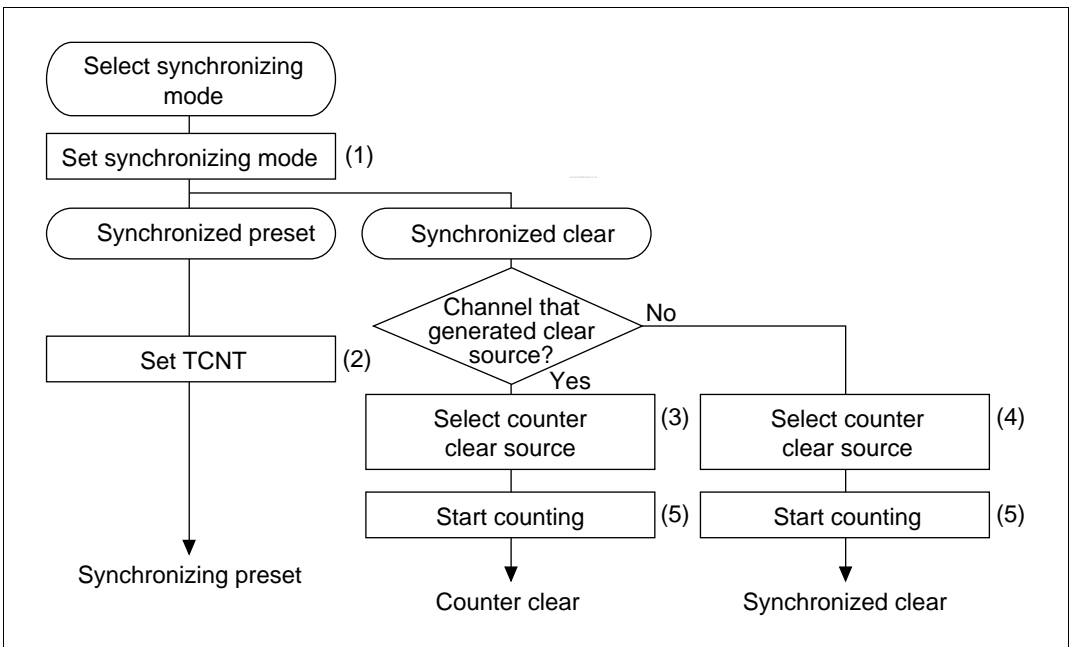 Select synchronizing
mode
Set synchronizing mode (1)
Synchronized preset
Synchronized clear
Channel that
generated clear
source?
No
Yes
Set TCNT (2)
Select counter
clear source
(3)
Select counter
clear source
(4)
Start counting (5)
Start counting (5)
Synchronizing preset
Counter clear
Synchronized clear